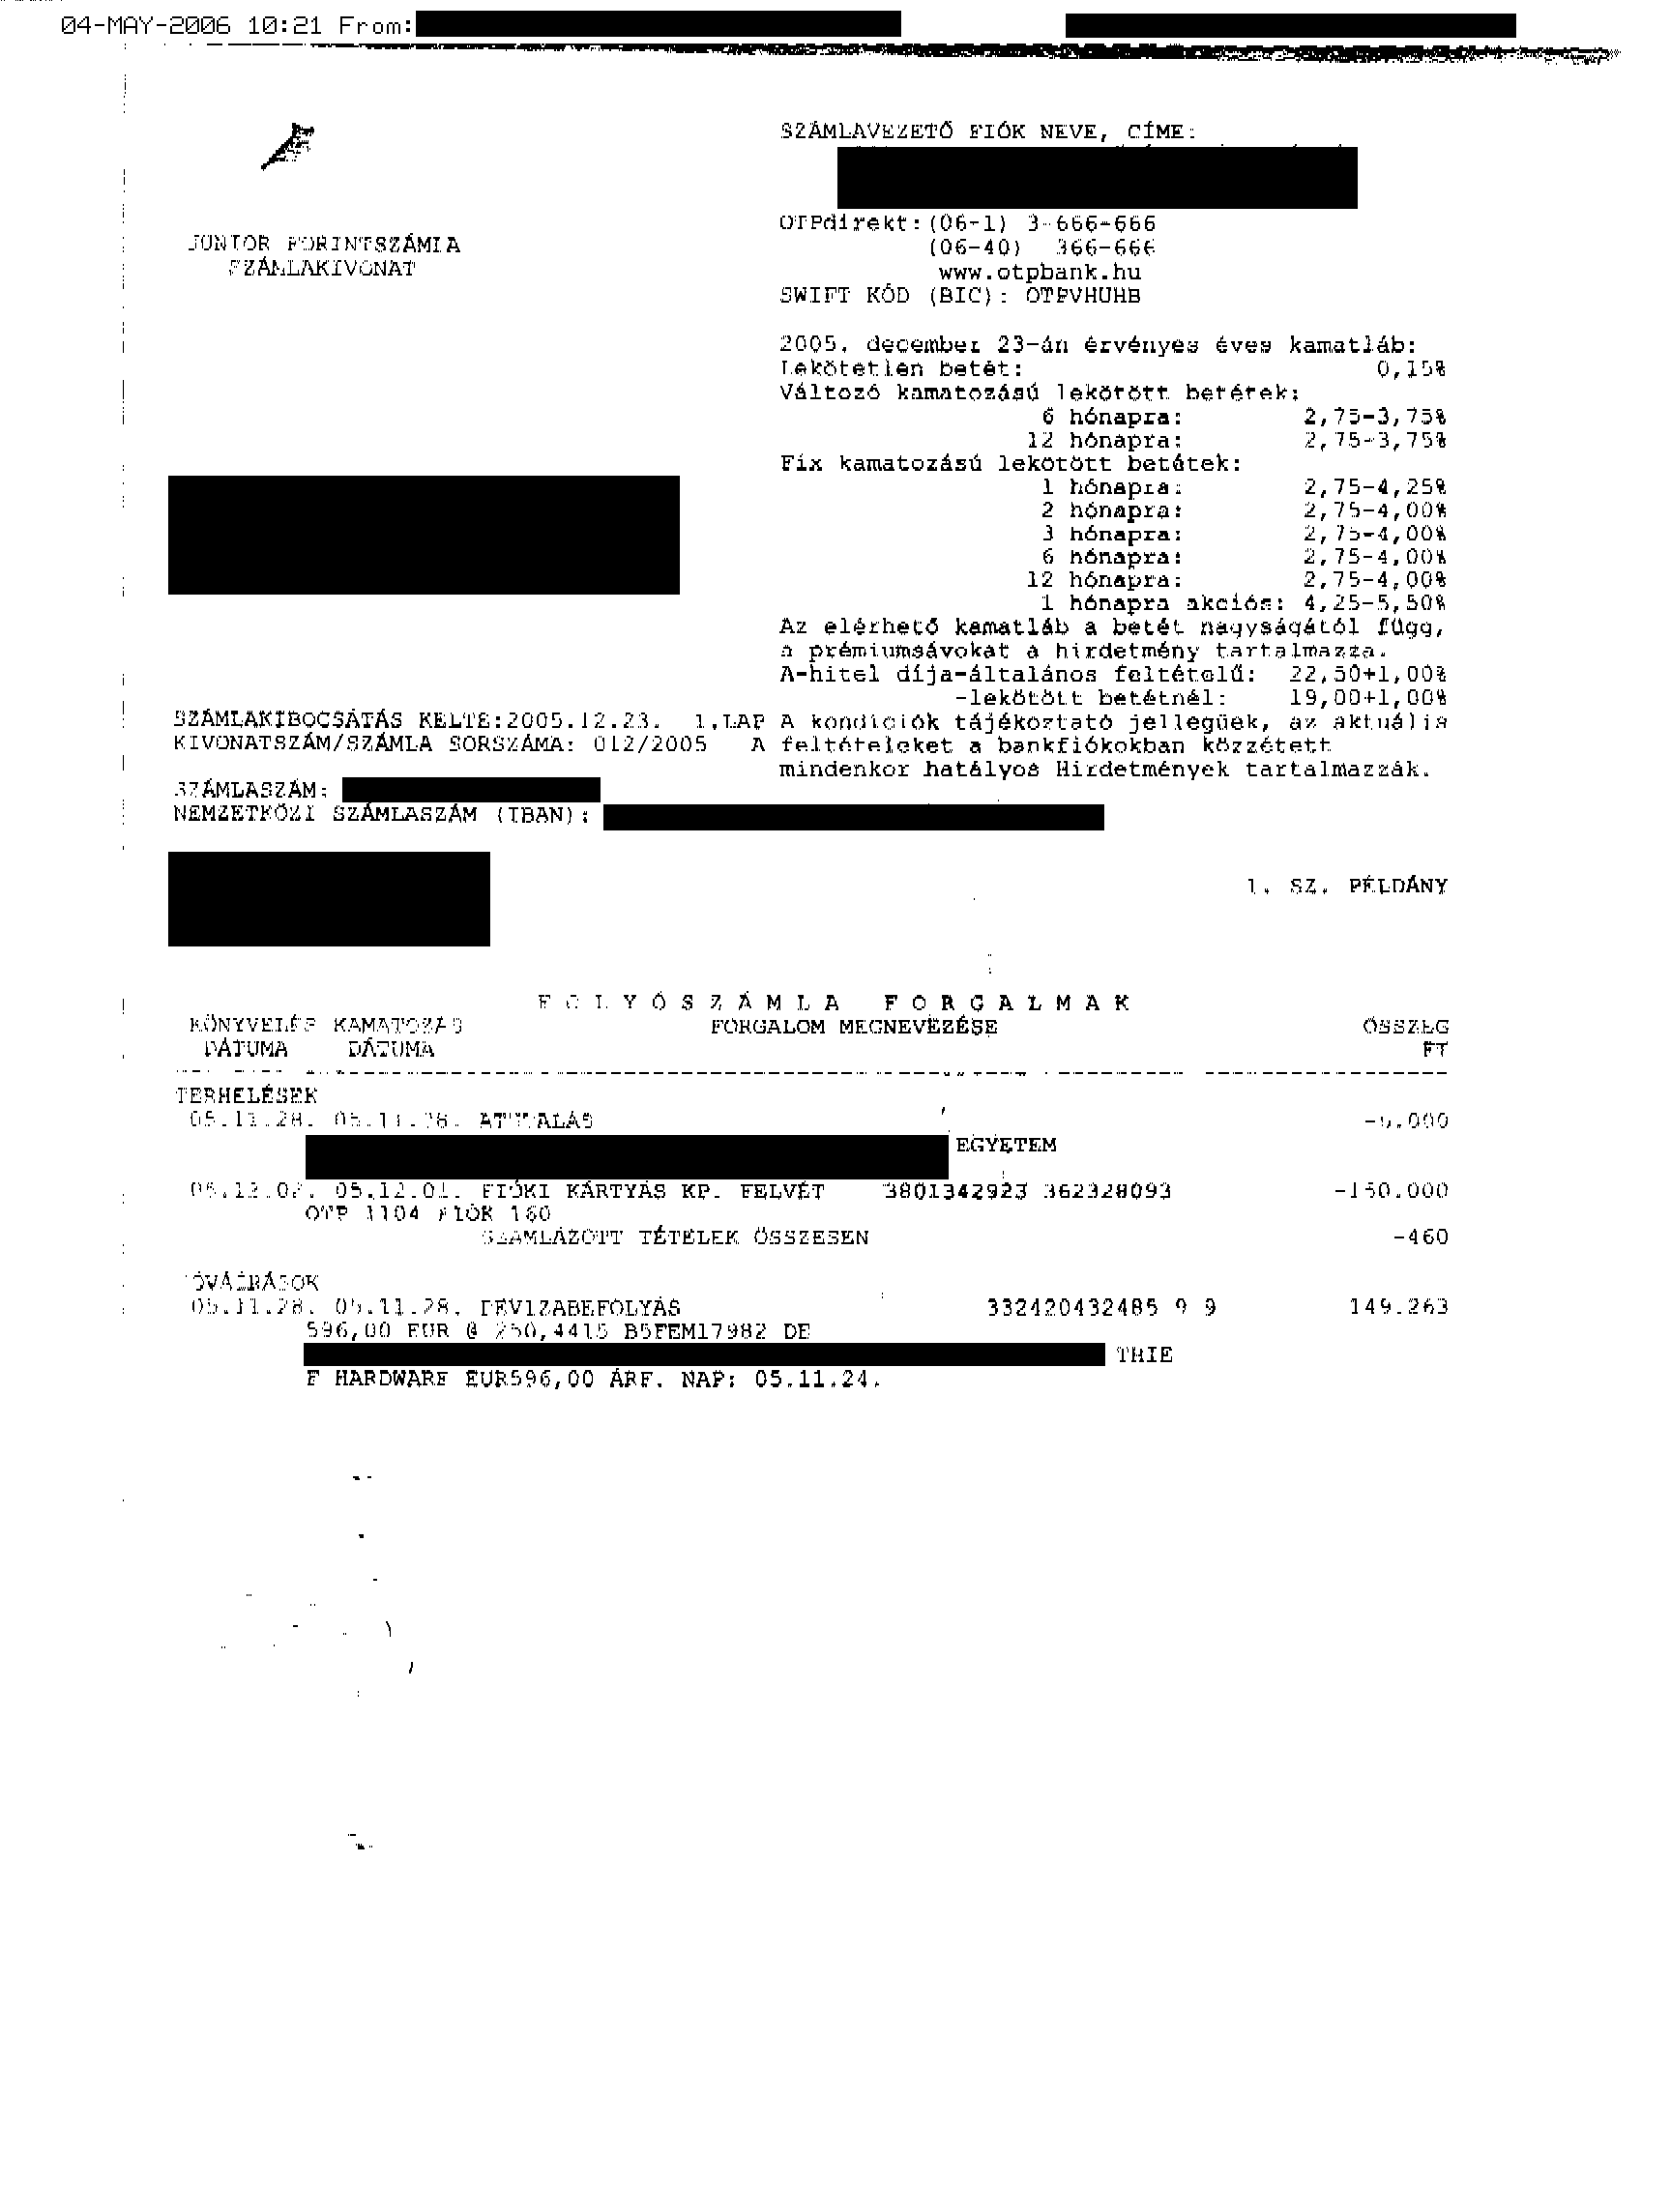 04-MAY-2006 10:21 From:
SZÁMLAVEZETŐ FIÓK NEVE, CÍME:
OTPdirekt:(06-1) 3-666-666
(06-40) 366-666
www.otpbank.hu
SWIFT KÓD (BIC): OTPVHUHB
JUNIOR FORINTSZÁMLA
SZÁMLAKIVONAT
2005. december 23-án érvényes éves kamatláb:
Lekötetlen betét: 0,15%
Változó kamatozású lekötött betétek:
6 hónapra: 2,75-3,75%
12 hónapra: 2,75-3,75%
Fix kamatozású lekötött betétek:
1 hónapra: 2,75-4,25%
2 hónapra: 2,75-4,00%
3 hónapra: 2,75-4,00%
6 hónapra: 2,75-4,00%
12 hónapra: 2,75-4,00%
1 hónapra akciós: 4,25-5,50%
Az elérhető kamatláb a betét nagyságától függ,
a prémiumsávokat a hirdetmény tartalmazza.
A-hitel díja-általános feltételű: 22,50+1,00%
-lekötött betétnél: 19,00+1,00%
A kondíciók tájékoztató jellegűek, az aktuális
feltételeket a bankfiókokban közzétett
mindenkor hatályos Hirdetmények tartalmazzák.
SZÁMLAKIBOCSÁTÁS KELTE:2005.12.23. 1.LAP
KIVONATSZÁM/SZÁMLA SORSZÁMA: 012/2005 A
SZÁMLASZÁM:
NEMZETKÖZI SZÁMLASZÁM (IBAN):
1. SZ. PÉLDÁNY
FOLYÓSZÁMLA FORGALMAK
KÖNYVELÉS KAMATOZÁS FORGALOM MEGNEVEZÉSE ÖSSZEG
DÁTUMA DÁTUMA FT
TERHELÉSEK
05.11.28. 05.11.28. ÁTUTALÁS
EGYETEM
05.12.02. 05.12.01. FIÓKI KÁRTYÁS KP. FELVÉT 3801342923 362328093 -150.000
OTP 1104 FIÓK 160
SZÁMLÁZOTT TÉTELEK ÖSSZESEN -460
JÓVÁÍRÁSOK
05.11.28. 05.11.28. DEVIZABEFOLYÁS 332420432485 9 9 149.263
596,00 EUR @ 250,4415 B5FEM17982 DE
THIE
F HARDWARE EUR596,00 ÁRF. NAP: 05.11.24.